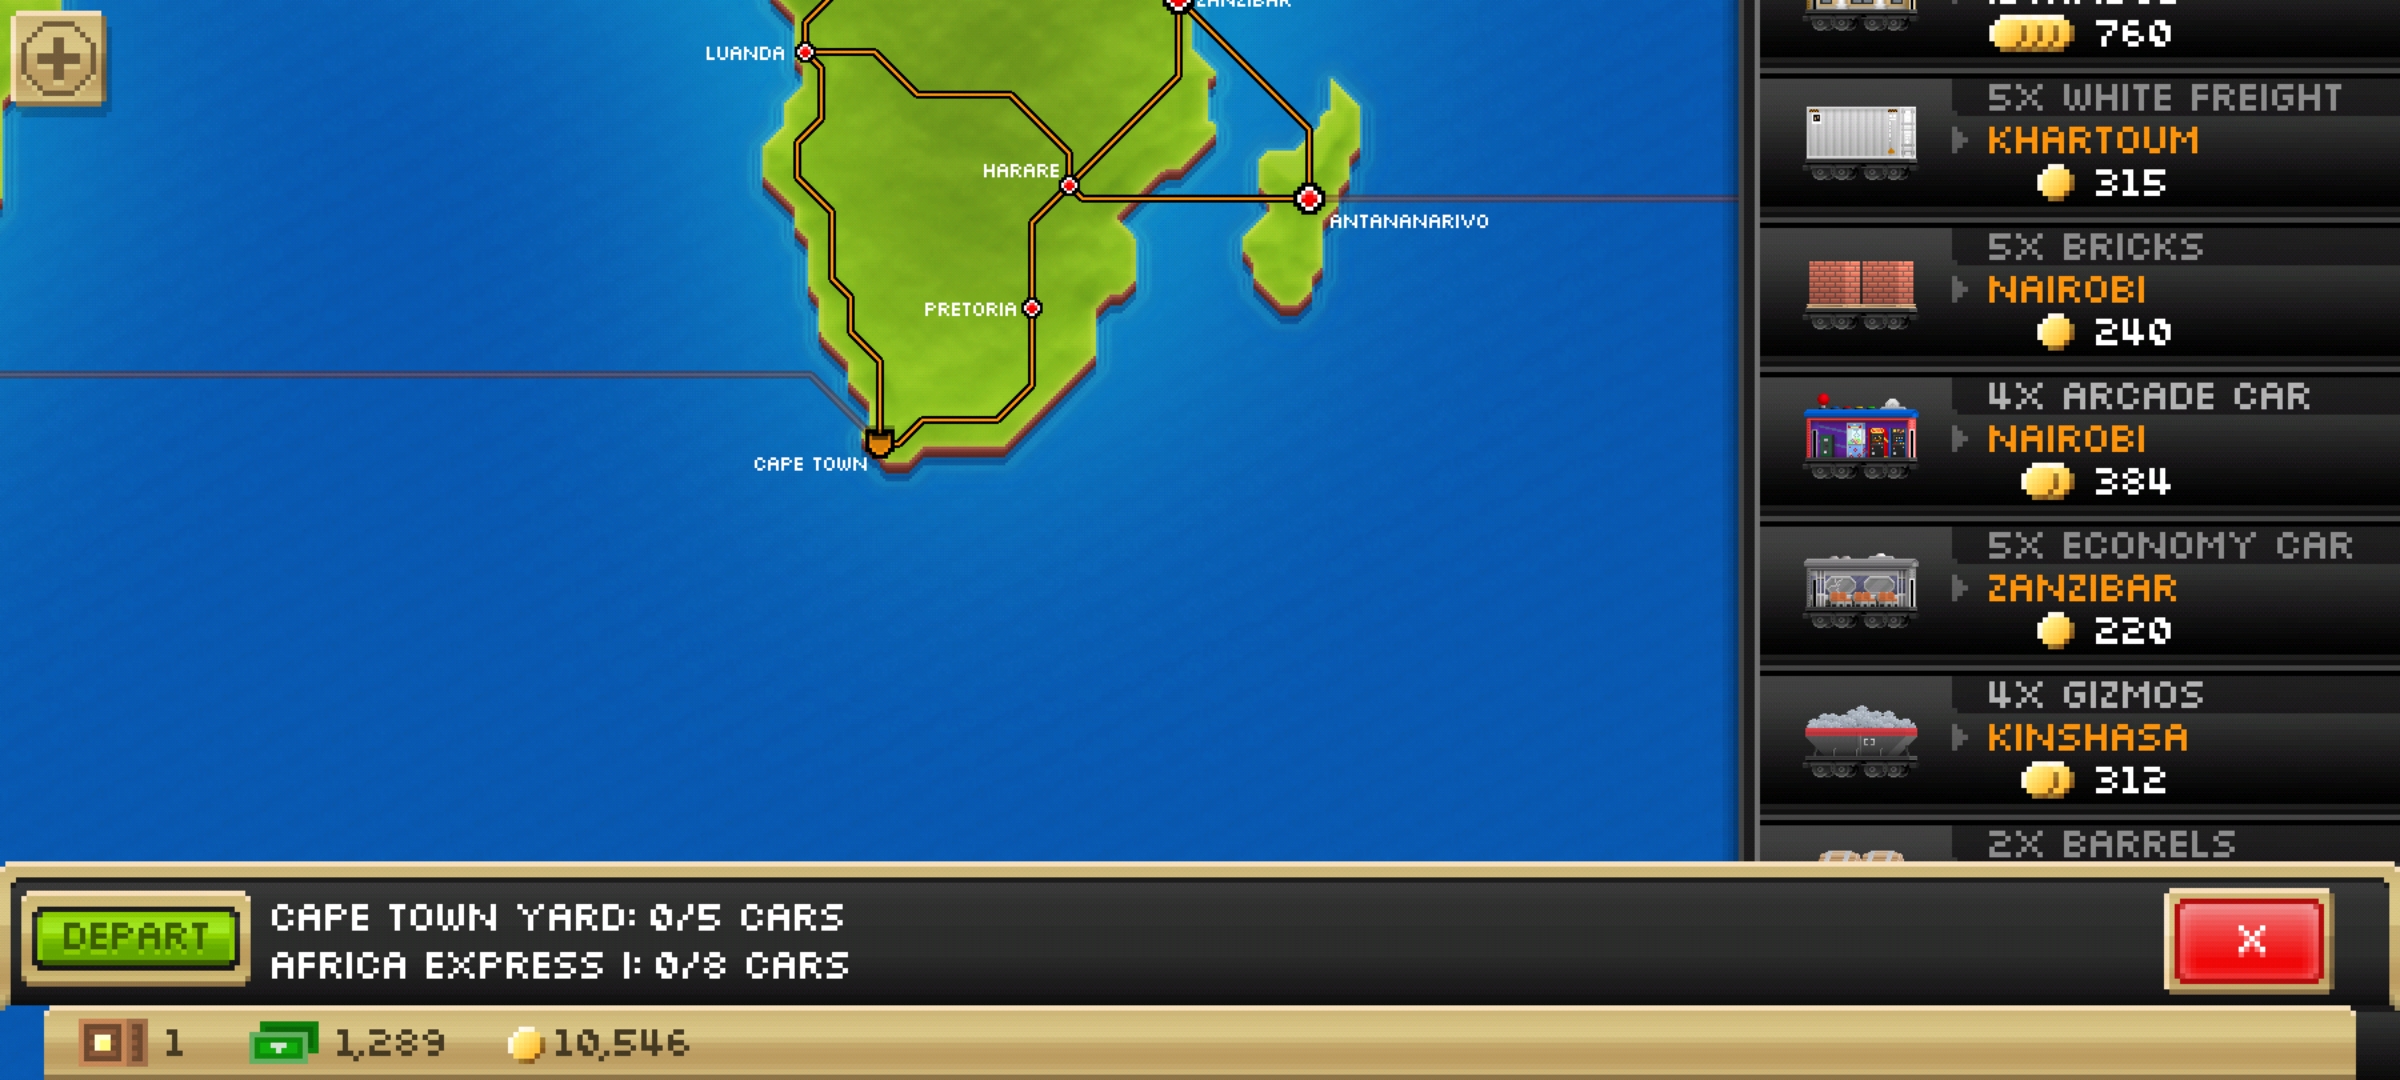 ZANZIBAR
LUANDA
HARARE
ANTANANARIVO
PRETORIA
CAPE TOWN
760
5X WHITE FREIGHT
KHARTOUM
315
5X BRICKS
NAIROBI
240
4X ARCADE CAR
NAIROBI
384
5X ECONOMY CAR
ZANZIBAR
220
4X GIZMOS
KINSHASA
312
2X BARRELS
DEPART
CAPE TOWN YARD: 0/5 CARS
AFRICA EXPRESS I: 0/8 CARS
X
1
1,289
10,546